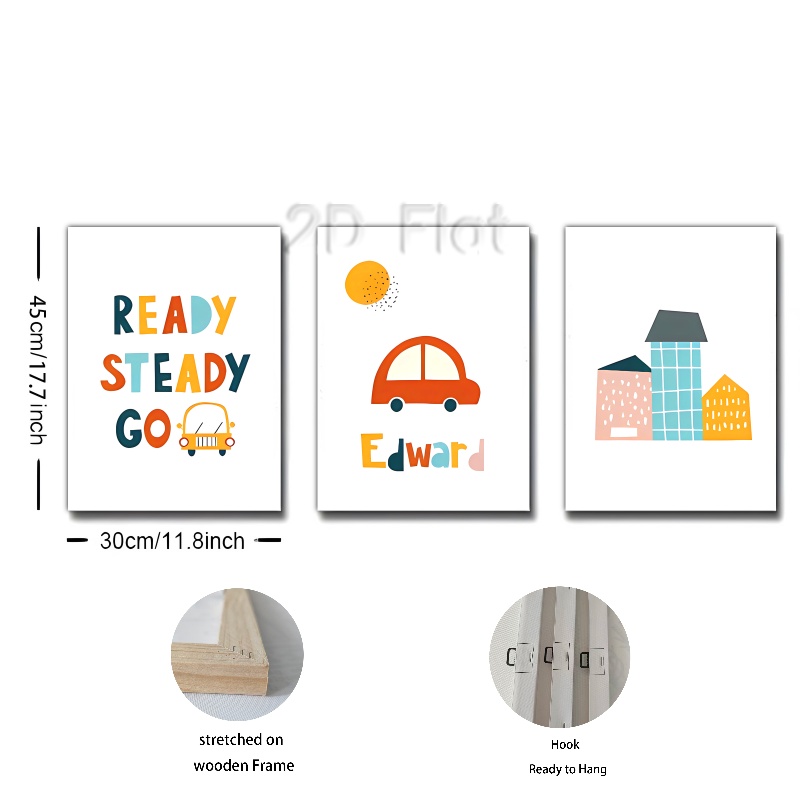 2D Flat
READY
STEADY
GO
Edward
45cm/17.7inch
30cm/11.8inch
stretched on
wooden Frame
Hook
Ready to Hang